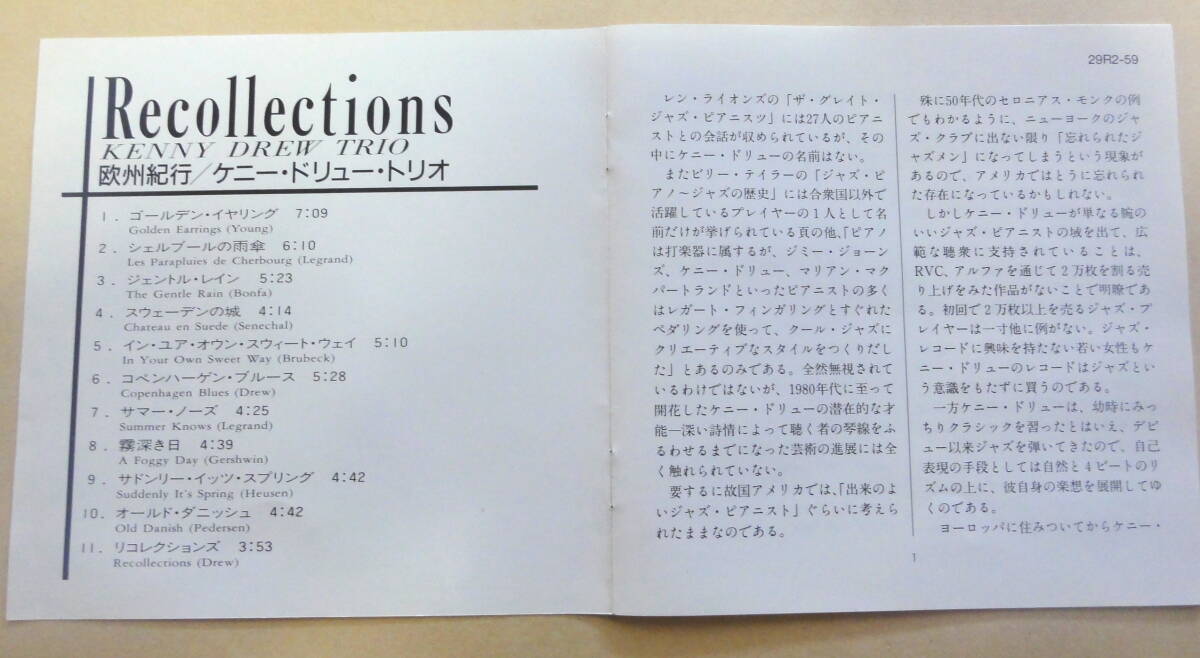 Recollections
KENNY DREW TRIO
欧州紀行/ケニー・ドリュー・トリオ
1. ゴールデン・イヤリング 7:09
Golden Earrings (Young)
2. シェルブールの雨傘 6:10
Les Parapluies de Cherbourg (Legrand)
3. ジェントル・レイン 5:23
The Gentle Rain (Bonfa)
4. スウェーデンの城 4:14
Chateau en Suede (Senechal)
5. イン・ユア・オウン・スウィート・ウェイ 5:10
In Your Own Sweet Way (Brubeck)
6. コペンハーゲン・ブルース 5:28
Copenhagen Blues (Drew)
7. サマー・ノーズ 4:25
Summer Knows (Legrand)
8. 霧深き日 4:39
A Foggy Day (Gershwin)
9. サドンリー・イッツ・スプリング 4:42
Suddenly It's Spring (Heusen)
10. オールド・ダニッシュ 4:42
Old Danish (Pedersen)
11. リコレクションズ 3:53
Recollections (Drew)
29R2-59
レン・ライオンズの「ザ・グレイト・
ジャズ・ピアニスツ」には27人のピアニ
ストとの会話が収められているが、その
中にケニー・ドリューの名前はない。
またビリー・テイラーの「ジャズ・ピ
アノ〜ジャズの歴史」には合衆国以外で
活躍しているプレイヤーの1人として名
前だけが挙げられている頁の他、「ピアノ
は打楽器に属するが、ジミー・ジョーン
ズ、ケニー・ドリュー、マリアン・マク
パートランドといったピアニストの多く
はレガート・フィンガリングとすぐれた
ペダリングを使って、クール・ジャズに
クリエーティブなスタイルをつくりだし
た」とあるのみである。全然無視されて
いるわけではないが、1980年代に至って
開花したケニー・ドリューの潜在的な才
能—深い詩情によって聴く者の琴線をふ
るわせるまでになった芸術の進展には全
く触れられていない。
要するに故国アメリカでは、「出来のよ
いジャズ・ピアニスト」ぐらいに考えら
れたままなのである。
殊に50年代のセロニアス・モンクの例
でもわかるように、ニューヨークのジャ
ズ・クラブに出ない限り「忘れられたジ
ャズメン」になってしまうという現象が
あるので、アメリカではとうに忘れられ
た存在になっているかもしれない。
しかしケニー・ドリューが単なる腕の
いいジャズ・ピアニストの域を出て、広
範な聴衆に支持されていることは、
RVC、アルファを通じて2万枚を割る売
り上げをみた作品がないことで明瞭であ
る。初回で2万枚以上を売るジャズ・プ
レイヤーは一寸他に例がない。ジャズ・
レコードに興味を持たない若い女性もケ
ニー・ドリューのレコードはジャズとい
う意識をもたずに買うのである。
一方ケニー・ドリューは、幼時にみっ
ちりクラシックを習ったとはいえ、デビ
ュー以来ジャズを弾いてきたので、自己
表現の手段としては自然と4ビートのリ
ズムの上に、彼自身の楽想を展開してゆ
くのである。
ヨーロッパに住みついてからケニー・
1